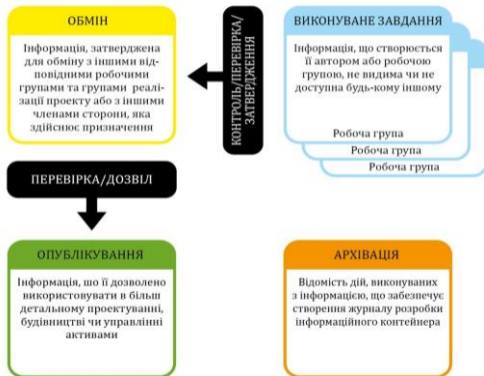 ОБМІН
Інформація, затверджена
для обміну з іншими від-
повідними робочими
групами та групами реалі-
зації проекту або з іншими
членами сторони, яка
здійснює призначення
КОНТРОЛЬ/ПЕРЕВІРКА/
ЗАТВЕРДЖЕННЯ
ВИКОНУВАНЕ ЗАВДАННЯ
Інформація, що створюється
її автором або робочою
групою, не видима чи не
доступна будь-кому іншому
Робоча група
Робоча група
Робоча група
ПЕРЕВІРКА/ДОЗВІЛ
ОПУБЛІКУВАННЯ
Інформація, шо її дозволено
використовувати в більш
детальному проектуванні,
будівництві чи управлінні
активами
АРХІВАЦІЯ
Відомість дій, виконуваних
з інформацією, що забезпечує
створення журналу розробки
інформаційного контейнера